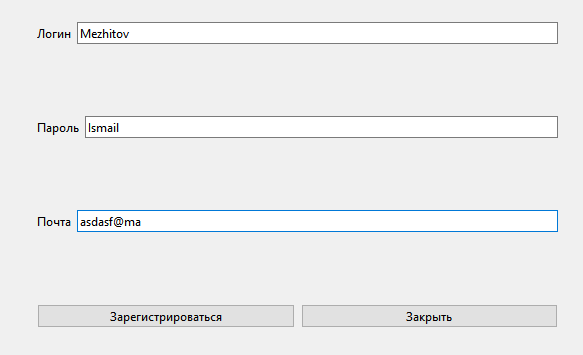 Логин Mezhitov
Пароль Ismail
Почта asdasf@ma
Зарегистрироваться Закрыть